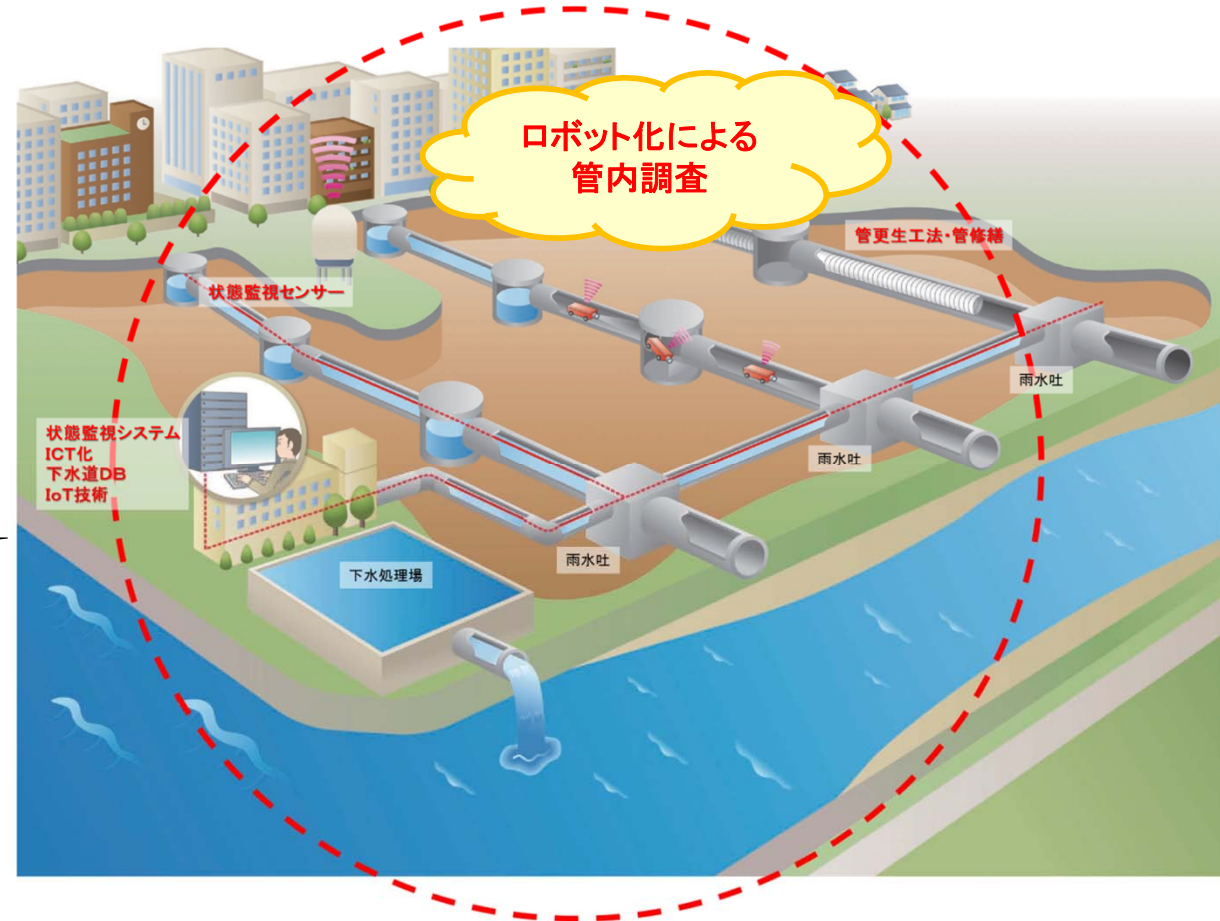 ロボット化による
管内調査
管更生工法・管修繕
状態監視センサー
雨水吐
状態監視システム
ICT化
下水道DB
IoT技術
雨水吐
雨水吐
下水処理場